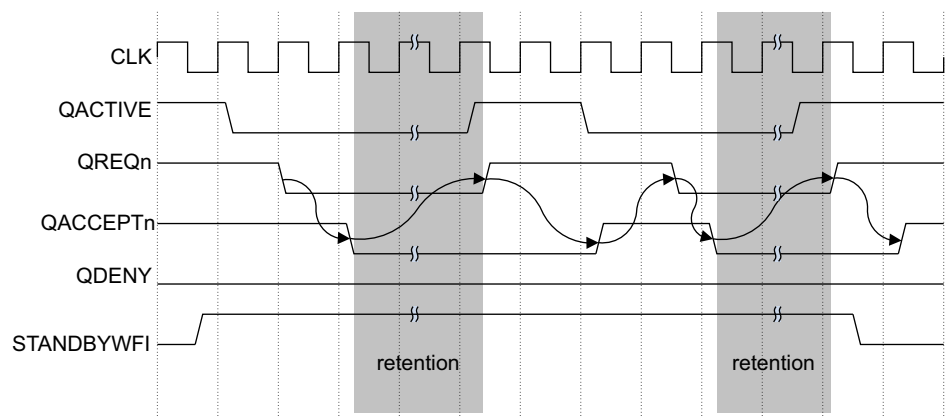 CLK
QACTIVE
QREQn
QACCEPTn
QDENY
STANDBYWFI
retention
retention